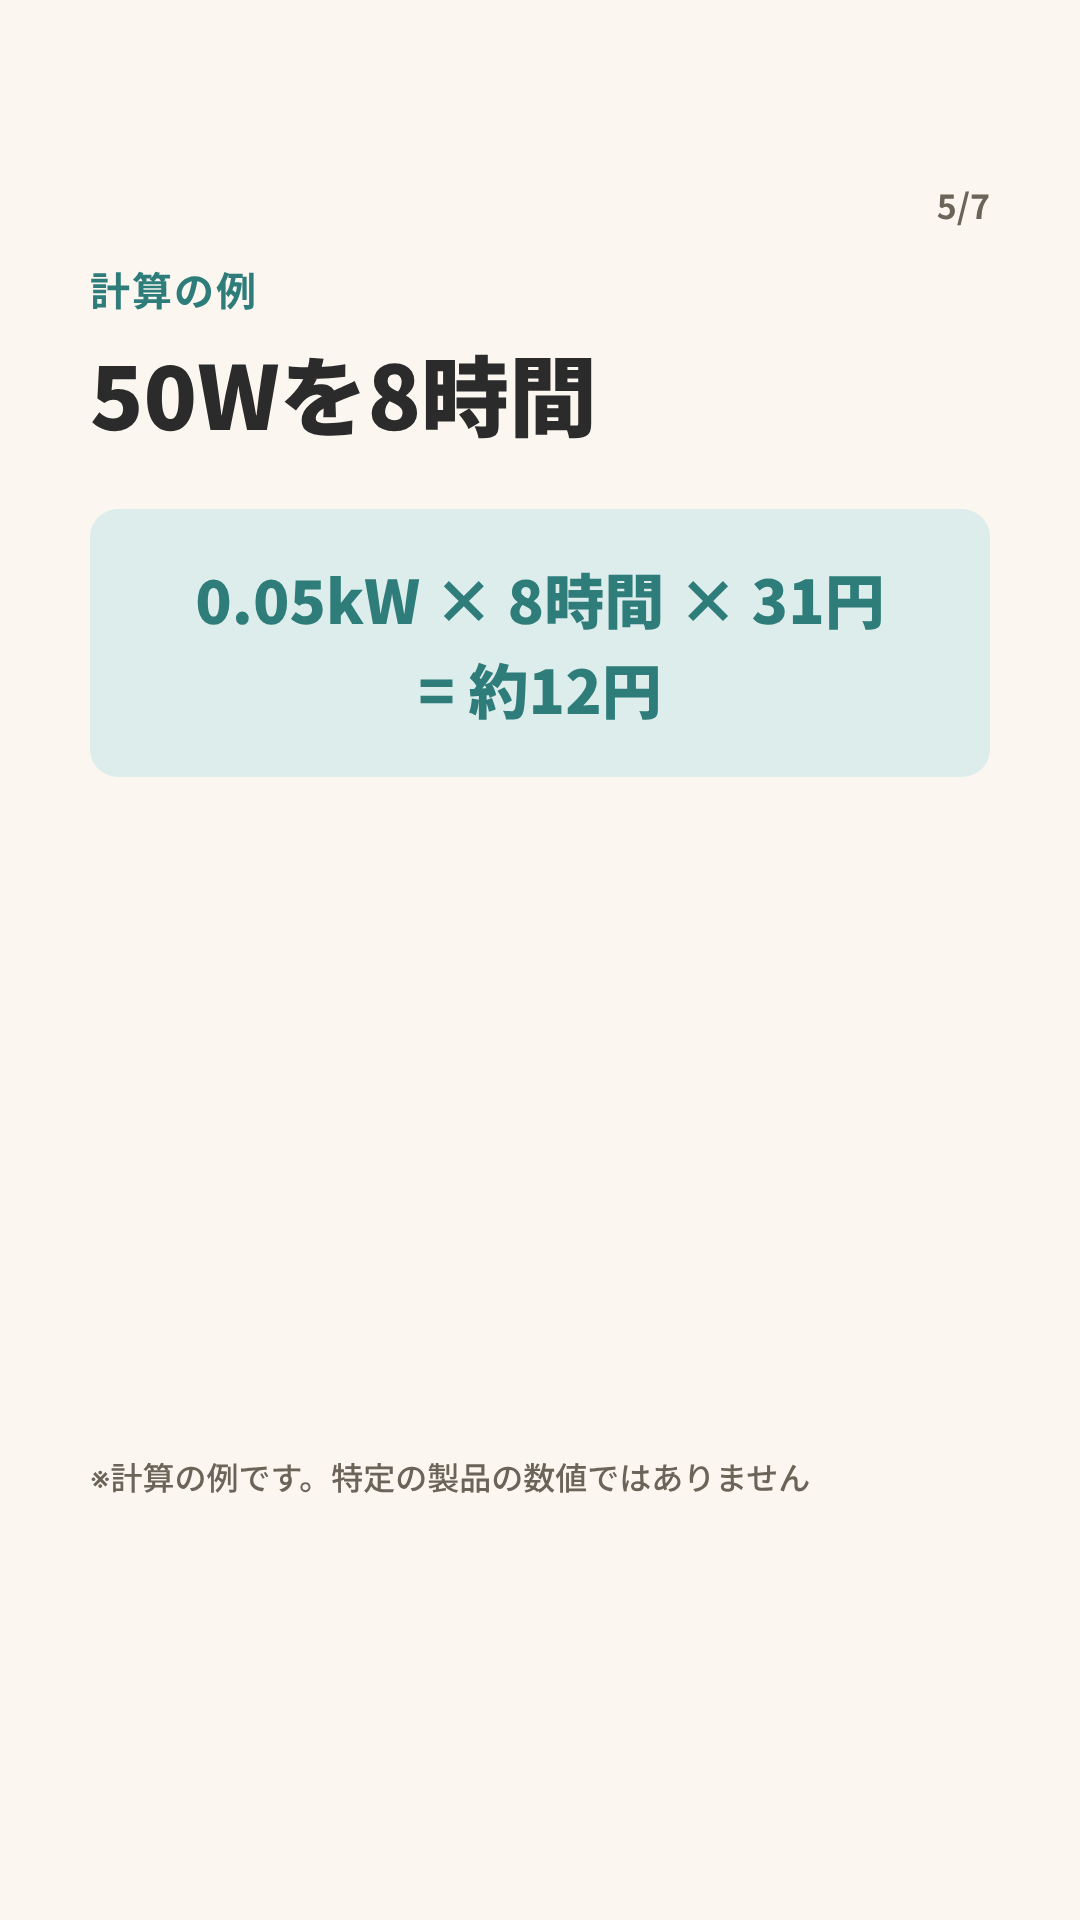 5/7
計算の例
50Wを8時間
0.05kW × 8時間 × 31円
= 約12円
※計算の例です。特定の製品の数値ではありません